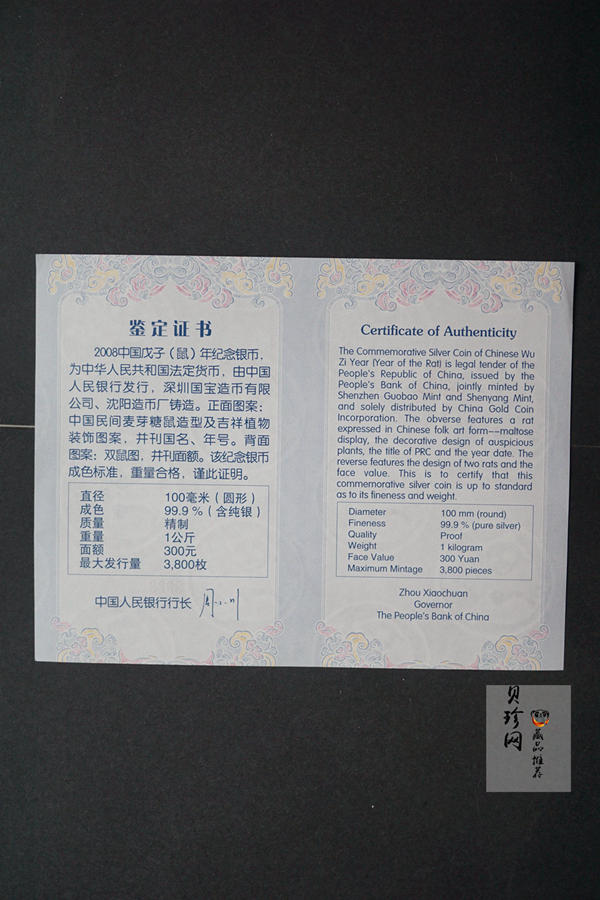 鉴定证书
2008中国戊子（鼠）年纪念银币，
为中华人民共和国法定货币，由中国
人民银行发行，深圳国宝造币有限
公司、沈阳造币厂铸造。正面图案：
中国民间麦芽糖鼠造型及吉祥植物
装饰图案，并刊国名、年号。背面
图案：双鼠图，并刊面额。该纪念银币
成色标准，重量合格，谨此证明。
直径 100毫米（圆形）
成色 99.9％（含纯银）
质量 精制
重量 1公斤
面额 300元
最大发行量 3,800枚
中国人民银行行长
Certificate of Authenticity
The Commemorative Silver Coin of Chinese Wu
Zi Year (Year of the Rat) is legal tender of the
People's Republic of China, issued by the
People's Bank of China, jointly minted by
Shenzhen Guobao Mint and Shenyang Mint,
and solely distributed by China Gold Coin
Incorporation. The obverse features a rat
expressed in Chinese folk art form---maltose
display, the decorative design of auspicious
plants, the title of PRC and the year date. The
reverse features the design of two rats and the
face value. This is to certify that this
commemorative silver coin is up to standard
as to its fineness and weight.
Diameter 100 mm (round)
Fineness 99.9 % (pure silver)
Quality Proof
Weight 1 kilogram
Face Value 300 Yuan
Maximum Mintage 3,800 pieces
Zhou Xiaochuan
Governor
The People's Bank of China
贝珍网
藏品推荐